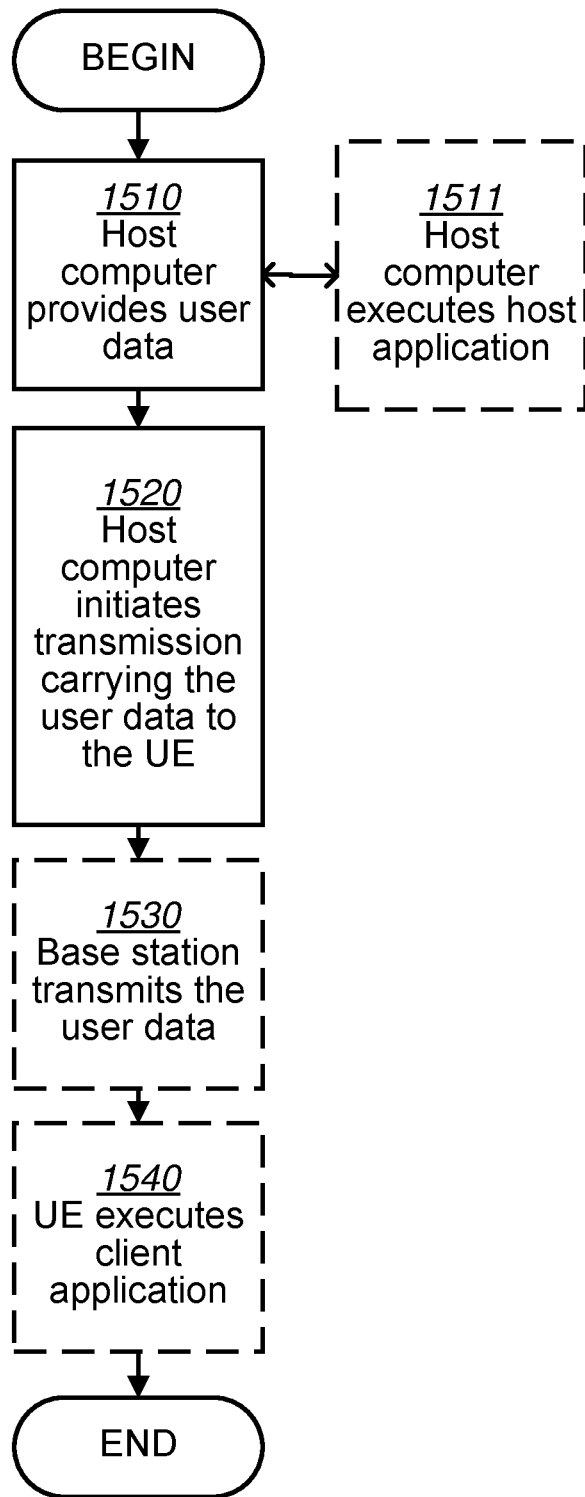 BEGIN
1510
Host
computer
provides user
data
1511
Host
computer
executes host
application
1520
Host
computer
initiates
transmission
carrying the
user data to
the UE
1530
Base station
transmits the
user data
1540
UE executes
client
application
END